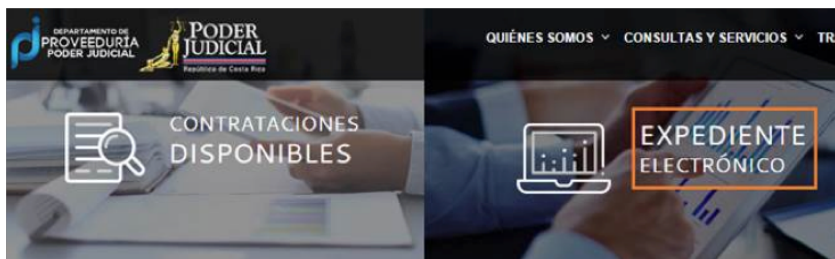 DEPARTAMENTO DE
PROVEEDURÍA
PODER JUDICIAL
PODER
JUDICIAL
República de Costa Rica
QUIÉNES SOMOS
CONSULTAS Y SERVICIOS
TR
CONTRATACIONES
DISPONIBLES
EXPEDIENTE
ELECTRÓNICO